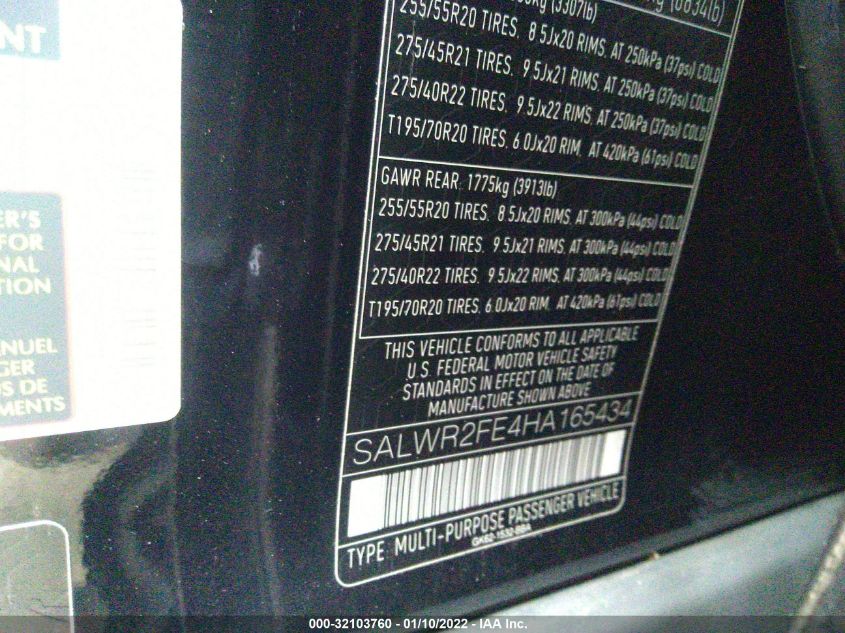 NT
ER'S
FOR
NAL
TION
ANUEL
GER
S DE
MENTS
(3307lb)
(6834lb)
255/55R20 TIRES. 8.5Jx20 RIMS. AT 250kPa (37psi) COLD
275/45R21 TIRES. 9.5Jx21 RIMS. AT 250kPa (37psi) COLD
275/40R22 TIRES. 9.5Jx22 RIMS. AT 250kPa (37psi) COLD
T195/70R20 TIRES. 6.0Jx20 RIM. AT 420kPa (61psi) COLD
GAWR REAR. 1775kg (3913lb)
255/55R20 TIRES. 8.5Jx20 RIMS. AT 300kPa (44psi) COLD
275/45R21 TIRES. 9.5Jx21 RIMS. AT 300kPa (44psi) COLD
275/40R22 TIRES. 9.5Jx22 RIMS. AT 300kPa (44psi) COLD
T195/70R20 TIRES. 6.0Jx20 RIM. AT 420kPa (61psi) COLD
THIS VEHICLE CONFORMS TO ALL APPLICABLE
U.S. FEDERAL MOTOR VEHICLE SAFETY
STANDARDS IN EFFECT ON THE DATE OF
MANUFACTURE SHOWN ABOVE
SALWR2FE4HA165434
TYPE: MULTI-PURPOSE PASSENGER VEHICLE
GK62-1532-BBA
000-32103760 - 01/10/2022 - IAA Inc.